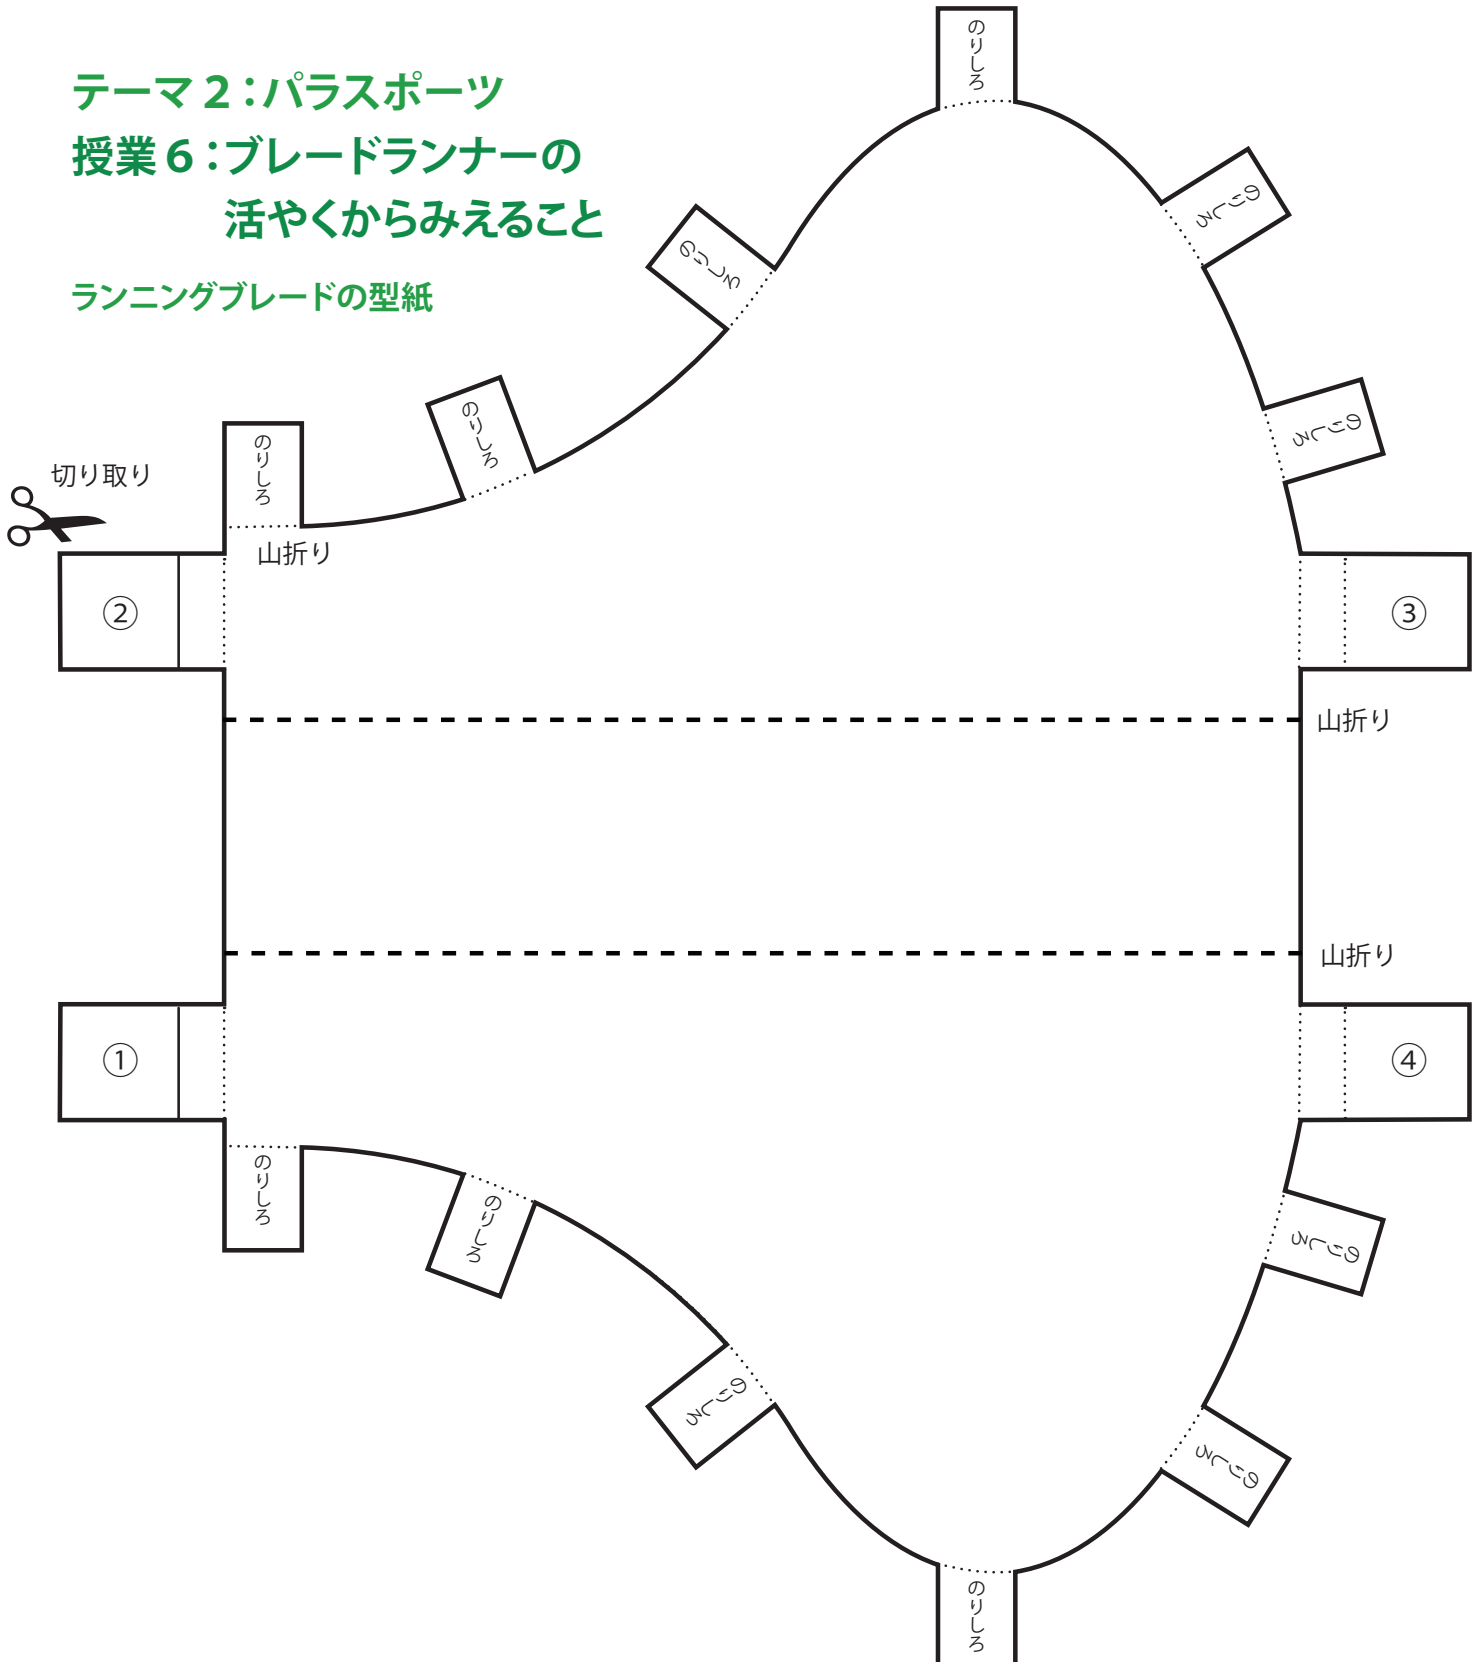 テーマ2：パラスポーツ
授業6：ブレードランナーの
活やくからみえること
ランニングブレードの型紙
のりしろ
のりしろ
のりしろ
のりしろ
のりしろ
のりしろ
切り取り
山折り
②
③
山折り
山折り
①
④
のりしろ
のりしろ
のりしろ
のりしろ
のりしろ
のりしろ